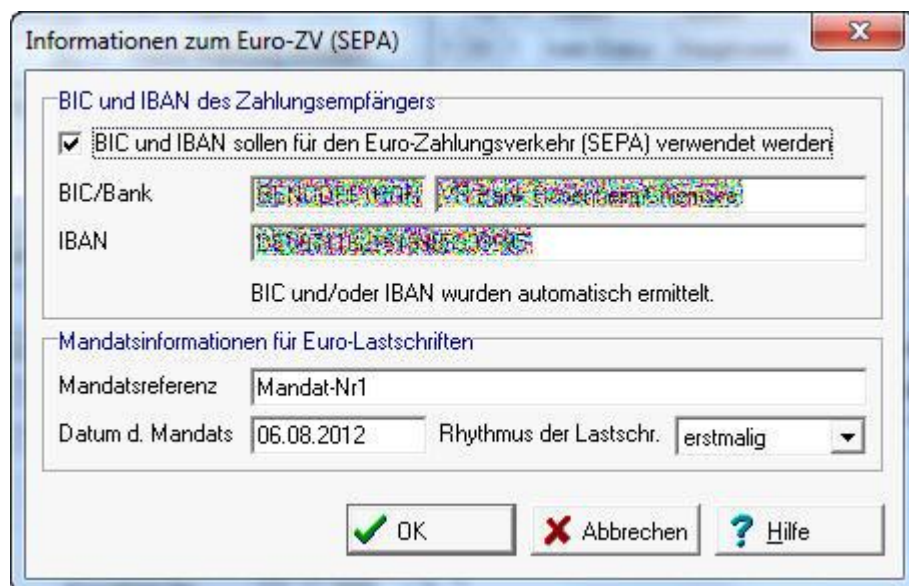 Informationen zum Euro-ZV (SEPA)
BIC und IBAN des Zahlungsempfängers
BIC und IBAN sollen für den Euro-Zahlungsverkehr (SEPA) verwendet werden
BIC/Bank
IBAN
BIC und/oder IBAN wurden automatisch ermittelt.
Mandatsinformationen für Euro-Lastschriften
Mandatsreferenz Mandat-Nr1
Datum d. Mandats 06.08.2012 Rhythmus der Lastschr. erstmalig
OK Abbrechen Hilfe